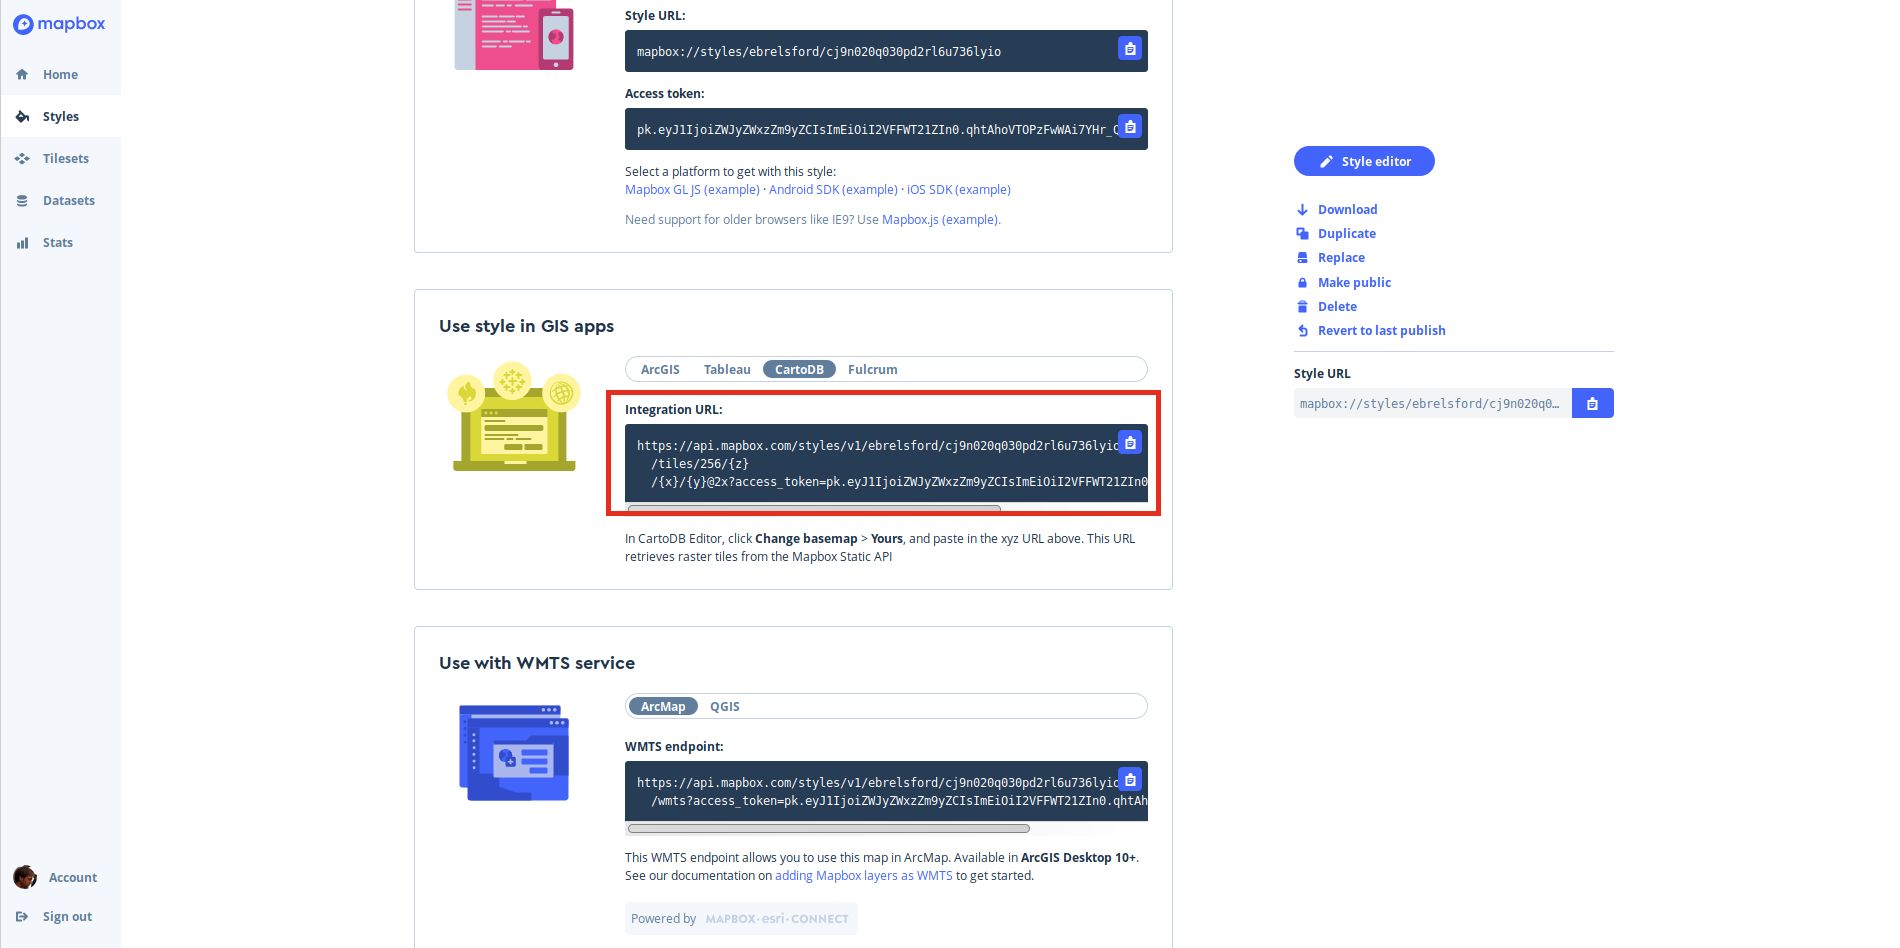 mapbox
Home
Styles
Tilesets
Datasets
Stats
Account
Sign out
Style URL:
mapbox://styles/ebrelsford/cj9n020q030pd2rl6u736lyio
Access token:
pk.eyJ1IjoiZWJyZWxzZm9yZCIsImEiOiI2VFFWT21ZIn0.qhtAhoVTOPzFwWAi7YHr_
Select a platform to get with this style:
Mapbox GL JS (example) · Android SDK (example) · iOS SDK (example)
Need support for older browsers like IE9? Use Mapbox.js (example).
Use style in GIS apps
ArcGIS Tableau CartoDB Fulcrum
Integration URL:
https://api.mapbox.com/styles/v1/ebrelsford/cj9n020q030pd2rl6u736lyio
/tiles/256/{z}
/{x}/{y}@2x?access_token=pk.eyJ1IjoiZWJyZWxzZm9yZCIsImEiOiI2VFFWT21ZIn0
In CartoDB Editor, click Change basemap > Yours, and paste in the xyz URL above. This URL
retrieves raster tiles from the Mapbox Static API
Use with WMTS service
ArcMap QGIS
WMTS endpoint:
https://api.mapbox.com/styles/v1/ebrelsford/cj9n020q030pd2rl6u736lyio
/wmts?access_token=pk.eyJ1IjoiZWJyZWxzZm9yZCIsImEiOiI2VFFWT21ZIn0.qhtAh
This WMTS endpoint allows you to use this map in ArcMap. Available in ArcGIS Desktop 10+.
See our documentation on adding Mapbox layers as WMTS to get started.
Powered by MAPBOX·esri·CONNECT
Style editor
Download
Duplicate
Replace
Make public
Delete
Revert to last publish
Style URL
mapbox://styles/ebrelsford/cj9n020q0…